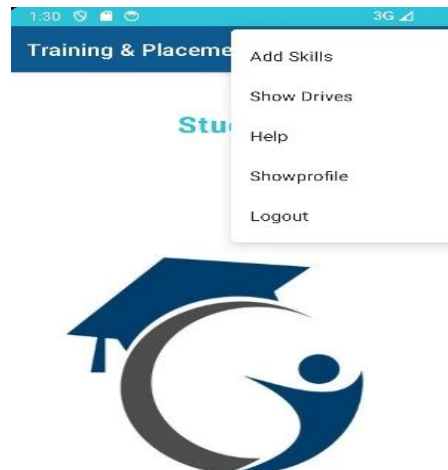 1:30 3G
Training & Placeme
Add Skills
Show Drives
Stu
Help
Showprofile
Logout